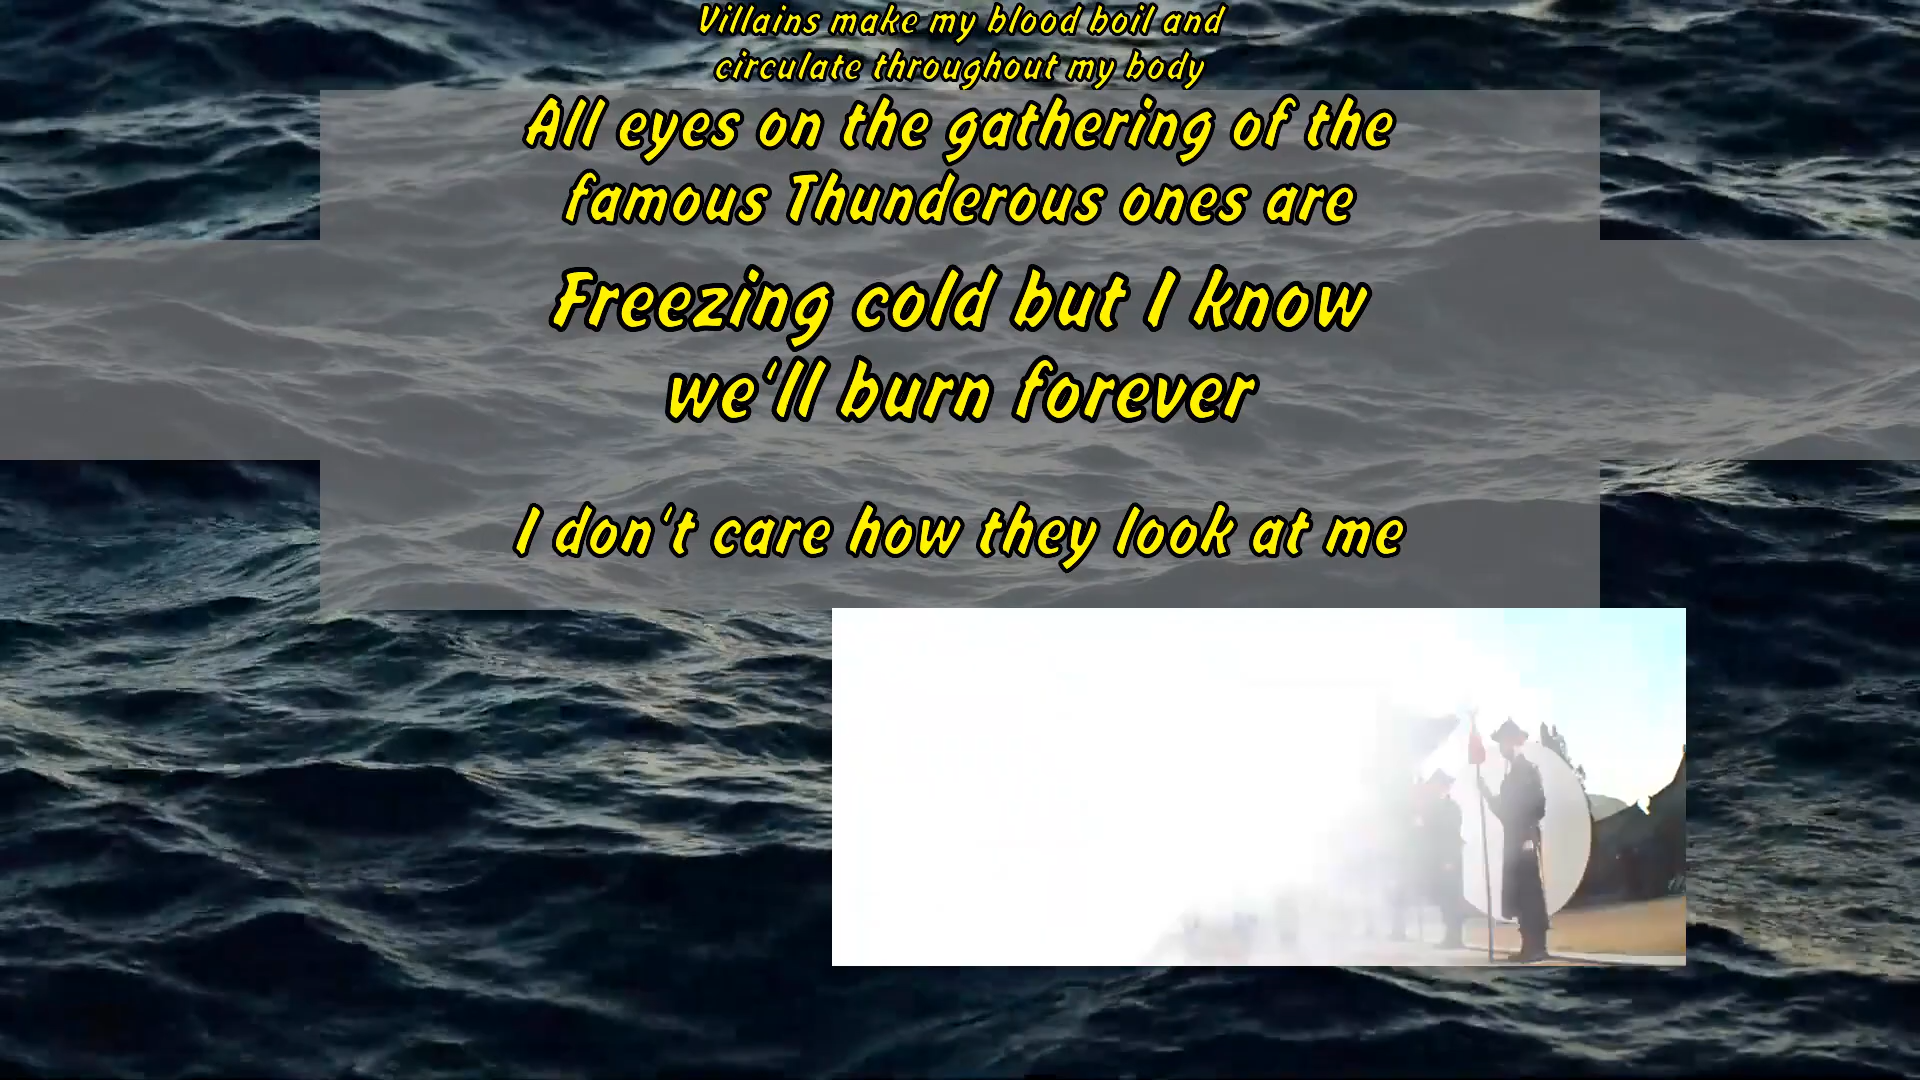 Villains make my blood boil and
circulate throughout my body
All eyes on the gathering of the
famous Thunderous ones are
Freezing cold but I know
we'll burn forever
I don't care how they look at me